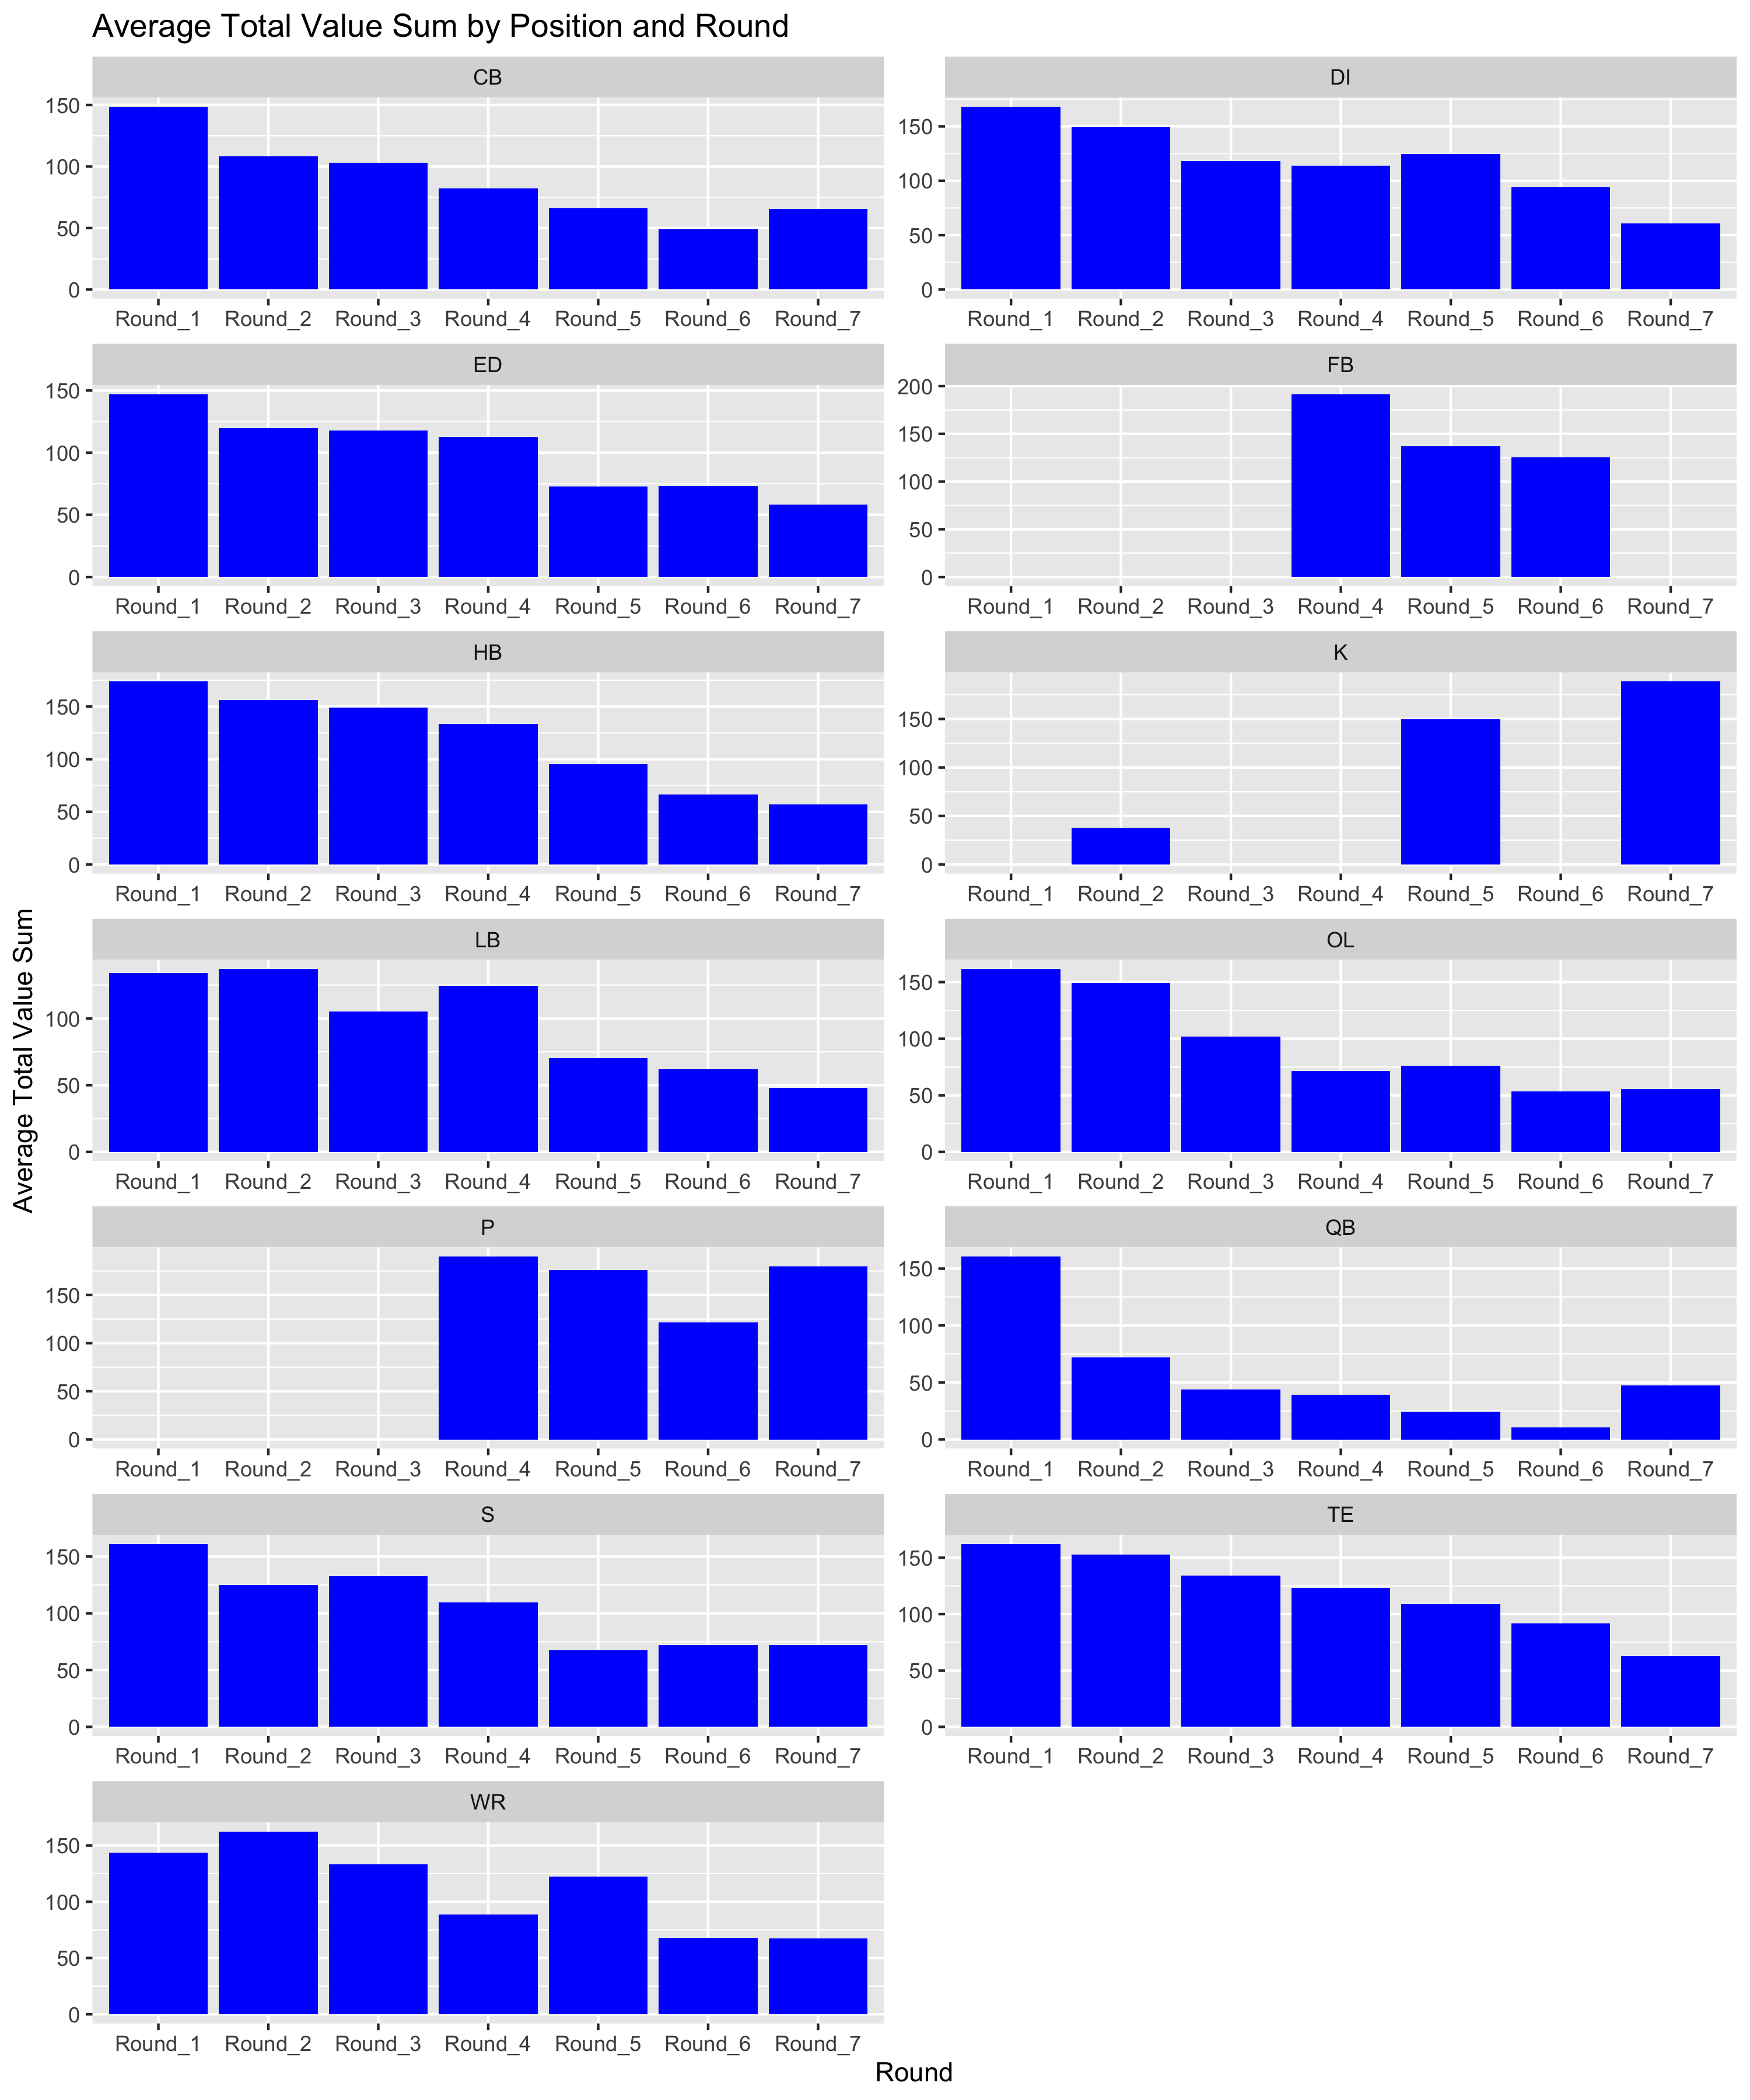 Average Total Value Sum by Position and Round
CB
150
100
50
0
Round_1 Round_2 Round_3 Round_4 Round_5 Round_6 Round_7
DI
150
100
50
0
Round_1 Round_2 Round_3 Round_4 Round_5 Round_6 Round_7
ED
150
100
50
0
Round_1 Round_2 Round_3 Round_4 Round_5 Round_6 Round_7
FB
200
150
100
50
0
Round_1 Round_2 Round_3 Round_4 Round_5 Round_6 Round_7
HB
150
100
50
0
Round_1 Round_2 Round_3 Round_4 Round_5 Round_6 Round_7
K
150
100
50
0
Round_1 Round_2 Round_3 Round_4 Round_5 Round_6 Round_7
LB
100
50
0
Round_1 Round_2 Round_3 Round_4 Round_5 Round_6 Round_7
OL
150
100
50
0
Round_1 Round_2 Round_3 Round_4 Round_5 Round_6 Round_7
P
150
100
50
0
Round_1 Round_2 Round_3 Round_4 Round_5 Round_6 Round_7
QB
150
100
50
0
Round_1 Round_2 Round_3 Round_4 Round_5 Round_6 Round_7
S
150
100
50
0
Round_1 Round_2 Round_3 Round_4 Round_5 Round_6 Round_7
TE
150
100
50
0
Round_1 Round_2 Round_3 Round_4 Round_5 Round_6 Round_7
WR
150
100
50
0
Round_1 Round_2 Round_3 Round_4 Round_5 Round_6 Round_7
Average Total Value Sum
Round